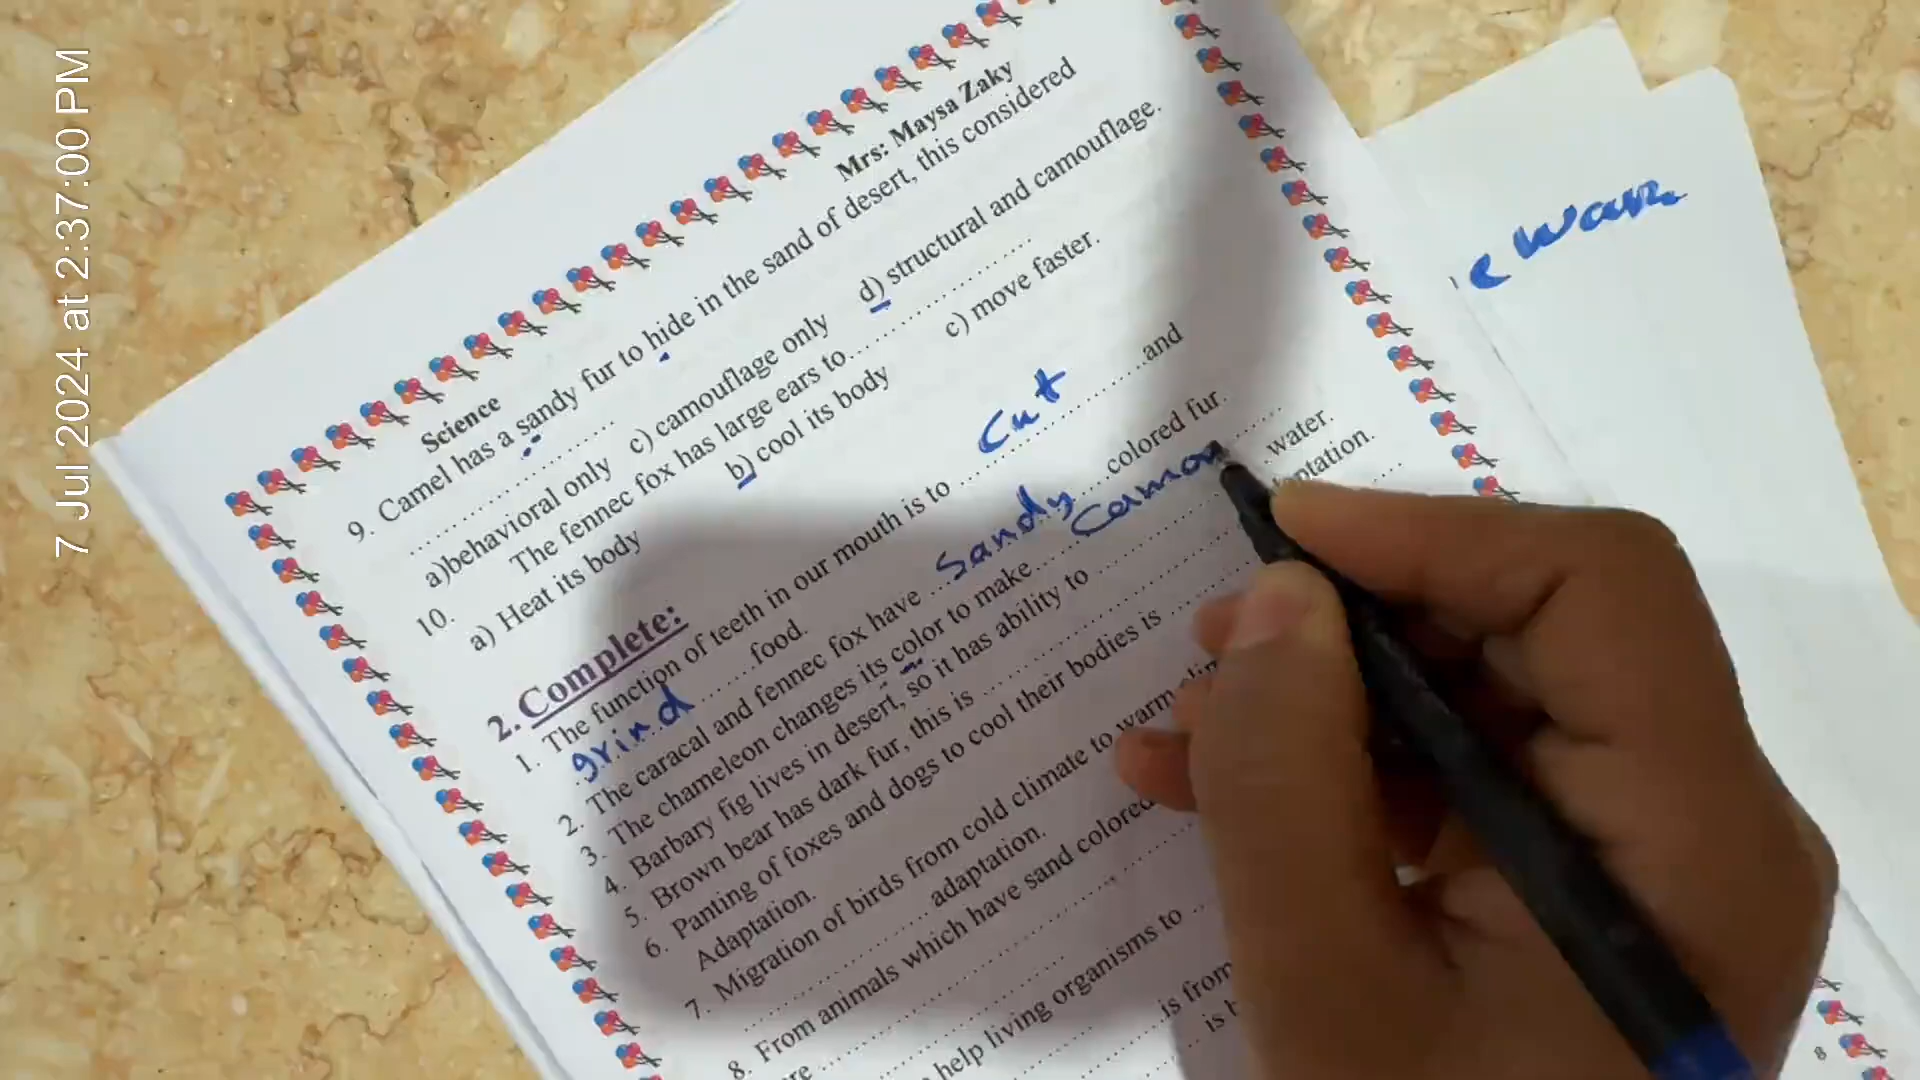 7 Jul 2024 at 2:37:00 PM
Science
Mrs: Maysa Zaky
9. Camel has a sandy fur to hide in the sand of desert, this considered
........................
a)behavioral only c) camouflage only d) structural and camouflage.
10. The fennec fox has large ears to........................
a) Heat its body b) cool its body c) move faster.
2. Complete:
1. The function of teeth in our mouth is to cut and
grind food.
2. The caracal and fennec fox have sandy colored fur.
3. The chameleon changes its color to make
4. Barbary fig lives in desert, so it has ability to water.
5. Brown bear has dark fur, this is
6. Panting of foxes and dogs to cool their bodies is
Adaptation.
7. Migration of birds from cold climate to warm
adaptation.
8. From animals which have sand colored
help living organisms to
is from
is
8